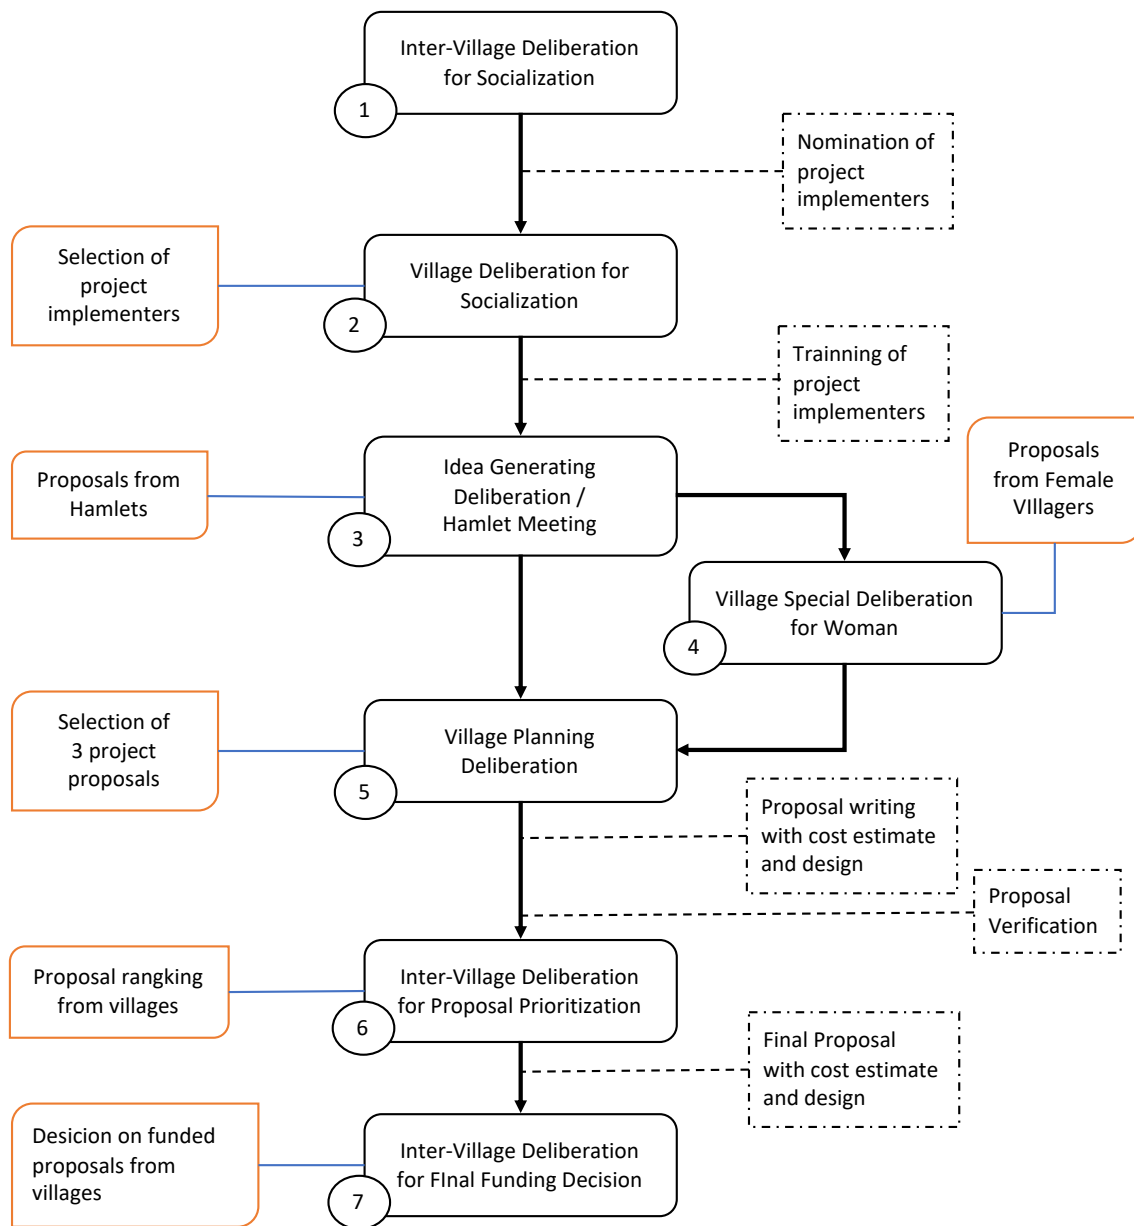 Inter-Village Deliberation
for Socialization
1
Nomination of
project
implementers
Selection of
project
implementers
Village Deliberation for
Socialization
2
Trainning of
project
implementers
Proposals from
Hamlets
Idea Generating
Deliberation /
Hamlet Meeting
3
Proposals
from Female
VIllagers
Village Special Deliberation
for Woman
4
Selection of
3 project
proposals
Village Planning
Deliberation
5
Proposal writing
with cost estimate
and design
Proposal
Verification
Proposal rangking
from villages
Inter-Village Deliberation
for Proposal Prioritization
6
Final Proposal
with cost estimate
and design
Desicion on funded
proposals from
villages
Inter-Village Deliberation
for FInal Funding Decision
7